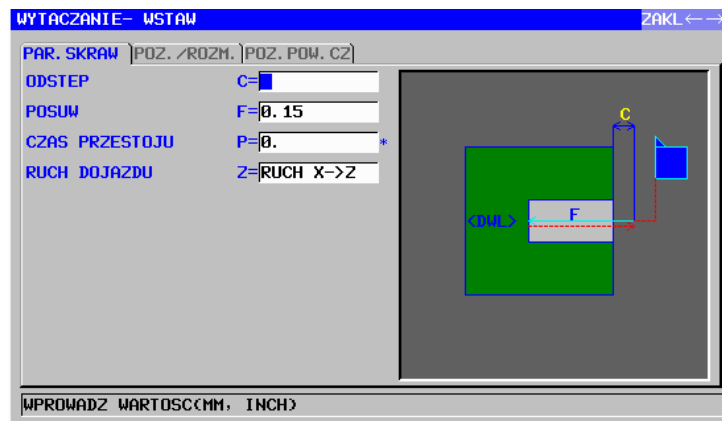 WYTACZANIE- WSTAW ZAKL←→
PAR.SKRAW POZ./ROZM. POZ.POW.CZ
ODSTEP C=
POSUW F=0.15
CZAS PRZESTOJU P=0. *
RUCH DOJAZDU Z=RUCH X->Z
C
<DWL> F
WPROWADZ WARTOSC(MM, INCH)